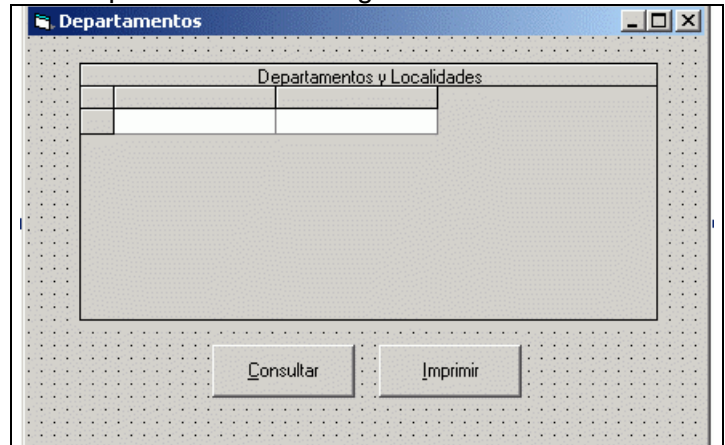 Departamentos
Departamentos y Localidades
Consultar
Imprimir